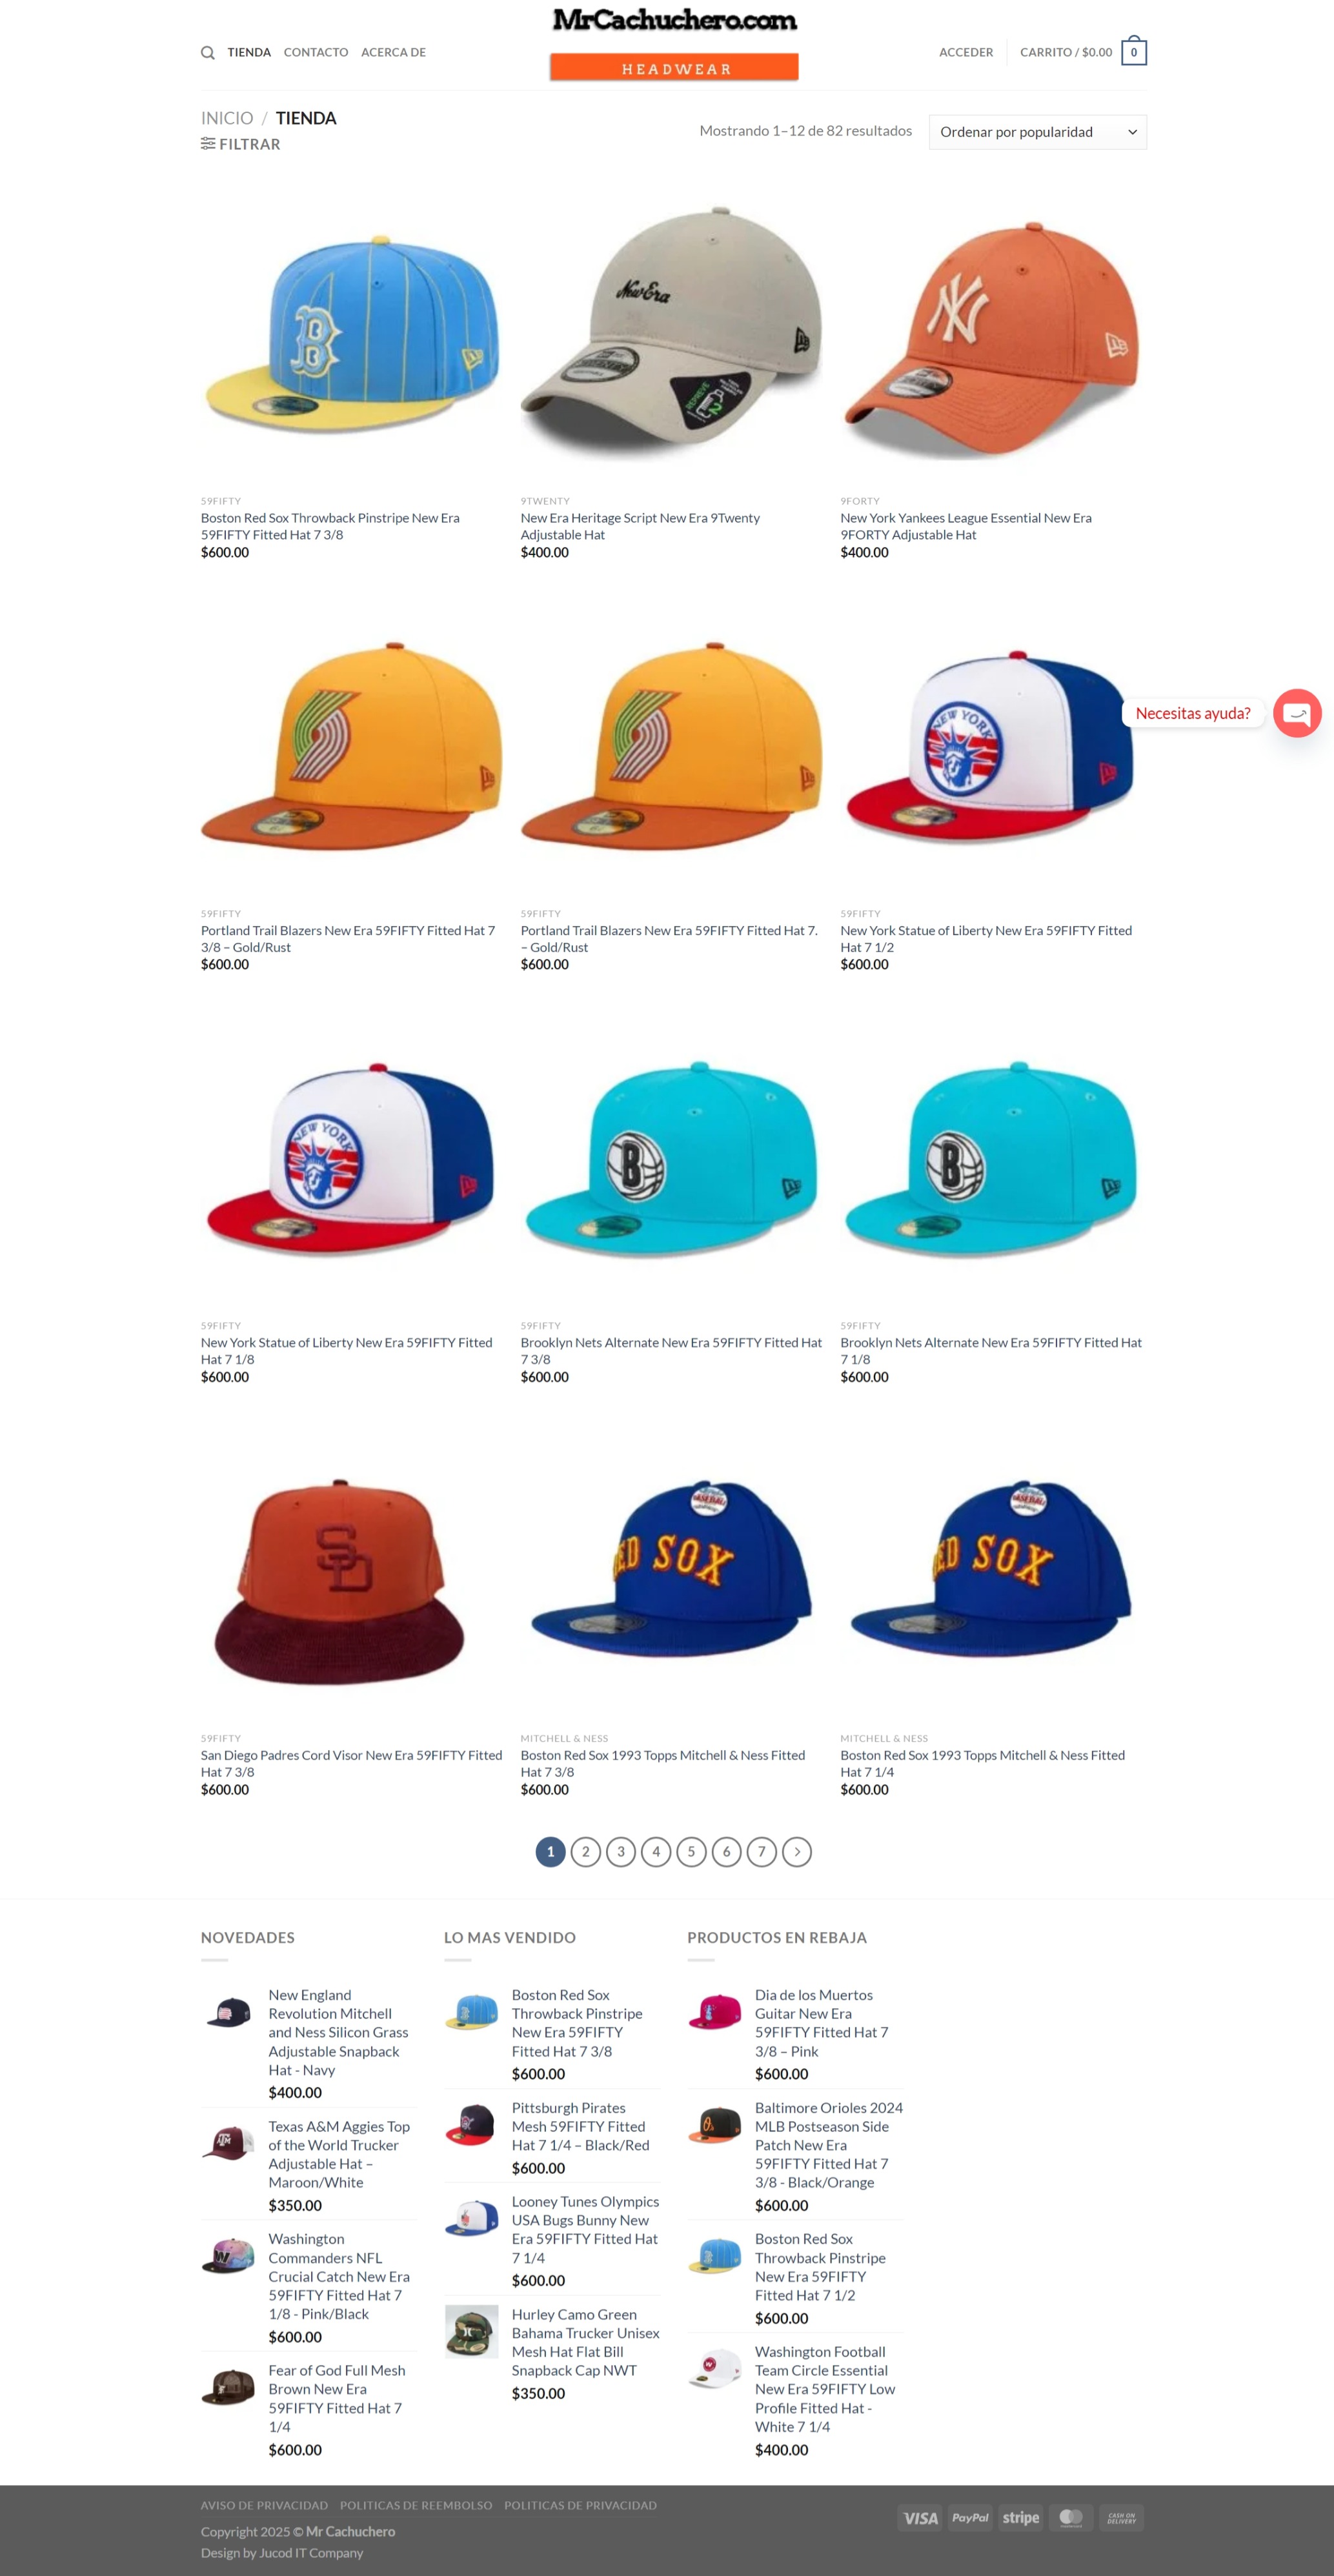 MrCachuchero.com
HEADWEAR
TIENDA CONTACTO ACERCA DE
ACCEDER CARRITO / $0.00 0
INICIO / TIENDA
FILTRAR
Mostrando 1–12 de 82 resultados
Ordenar por popularidad
B
New Era
NY
59FIFTY
Boston Red Sox Throwback Pinstripe New Era
59FIFTY Fitted Hat 7 3/8
$600.00
9TWENTY
New Era Heritage Script New Era 9Twenty
Adjustable Hat
$400.00
9FORTY
New York Yankees League Essential New Era
9FORTY Adjustable Hat
$400.00
NEW YORK
Necesitas ayuda?
59FIFTY
Portland Trail Blazers New Era 59FIFTY Fitted Hat 7
3/8 – Gold/Rust
$600.00
59FIFTY
Portland Trail Blazers New Era 59FIFTY Fitted Hat 7.
– Gold/Rust
$600.00
59FIFTY
New York Statue of Liberty New Era 59FIFTY Fitted
Hat 7 1/2
$600.00
NEW YORK
B
B
59FIFTY
New York Statue of Liberty New Era 59FIFTY Fitted
Hat 7 1/8
$600.00
59FIFTY
Brooklyn Nets Alternate New Era 59FIFTY Fitted Hat
7 3/8
$600.00
59FIFTY
Brooklyn Nets Alternate New Era 59FIFTY Fitted Hat
7 1/8
$600.00
SD
ED SOX
ED SOX
59FIFTY
San Diego Padres Cord Visor New Era 59FIFTY Fitted
Hat 7 3/8
$600.00
MITCHELL & NESS
Boston Red Sox 1993 Topps Mitchell & Ness Fitted
Hat 7 3/8
$600.00
MITCHELL & NESS
Boston Red Sox 1993 Topps Mitchell & Ness Fitted
Hat 7 1/4
$600.00
1 2 3 4 5 6 7
NOVEDADES
New England
Revolution Mitchell
and Ness Silicon Grass
Adjustable Snapback
Hat - Navy
$400.00
Texas A&M Aggies Top
of the World Trucker
Adjustable Hat –
Maroon/White
$350.00
Washington
Commanders NFL
Crucial Catch New Era
59FIFTY Fitted Hat 7
1/8 - Pink/Black
$600.00
Fear of God Full Mesh
Brown New Era
59FIFTY Fitted Hat 7
1/4
$600.00
LO MAS VENDIDO
Boston Red Sox
Throwback Pinstripe
New Era 59FIFTY
Fitted Hat 7 3/8
$600.00
Pittsburgh Pirates
Mesh 59FIFTY Fitted
Hat 7 1/4 – Black/Red
$600.00
Looney Tunes Olympics
USA Bugs Bunny New
Era 59FIFTY Fitted Hat
7 1/4
$600.00
Hurley Camo Green
Bahama Trucker Unisex
Mesh Hat Flat Bill
Snapback Cap NWT
$350.00
PRODUCTOS EN REBAJA
Dia de los Muertos
Guitar New Era
59FIFTY Fitted Hat 7
3/8 – Pink
$600.00
Baltimore Orioles 2024
MLB Postseason Side
Patch New Era
59FIFTY Fitted Hat 7
3/8 - Black/Orange
$600.00
Boston Red Sox
Throwback Pinstripe
New Era 59FIFTY
Fitted Hat 7 1/2
$600.00
Washington Football
Team Circle Essential
New Era 59FIFTY Low
Profile Fitted Hat -
White 7 1/4
$400.00
AVISO DE PRIVACIDAD POLITICAS DE REEMBOLSO POLITICAS DE PRIVACIDAD
Copyright 2025 © Mr Cachuchero
Design by Jucod IT Company
VISA PayPal stripe CASH ON DELIVERY